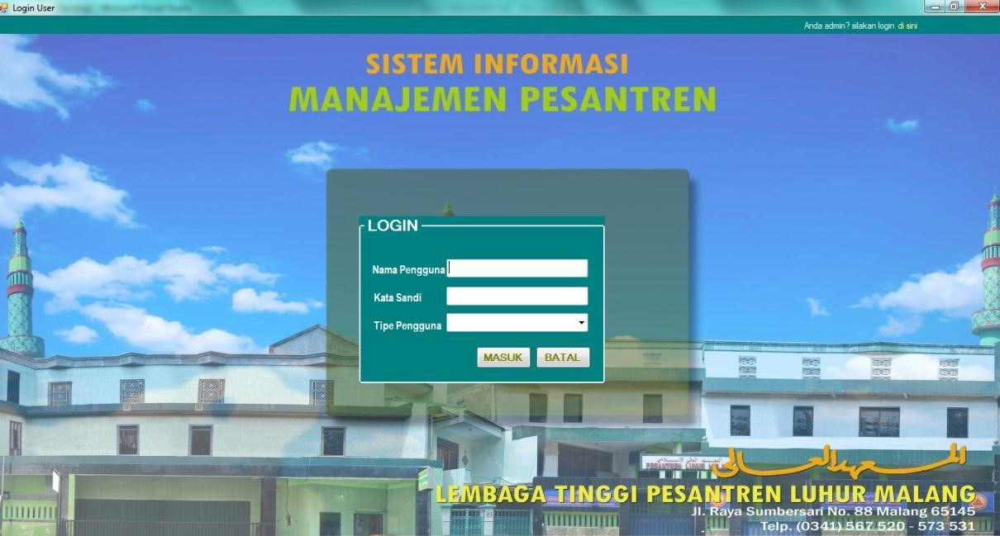 Login User
Anda admin? silakan login di sini
SISTEM INFORMASI
MANAJEMEN PESANTREN
LOGIN
Nama Pengguna
Kata Sandi
Tipe Pengguna
MASUK BATAL
المعهد العالى
LEMBAGA TINGGI PESANTREN LUHUR MALANG
Jl. Raya Sumbersari No. 88 Malang 65145
Telp. (0341) 567 520 - 573 531